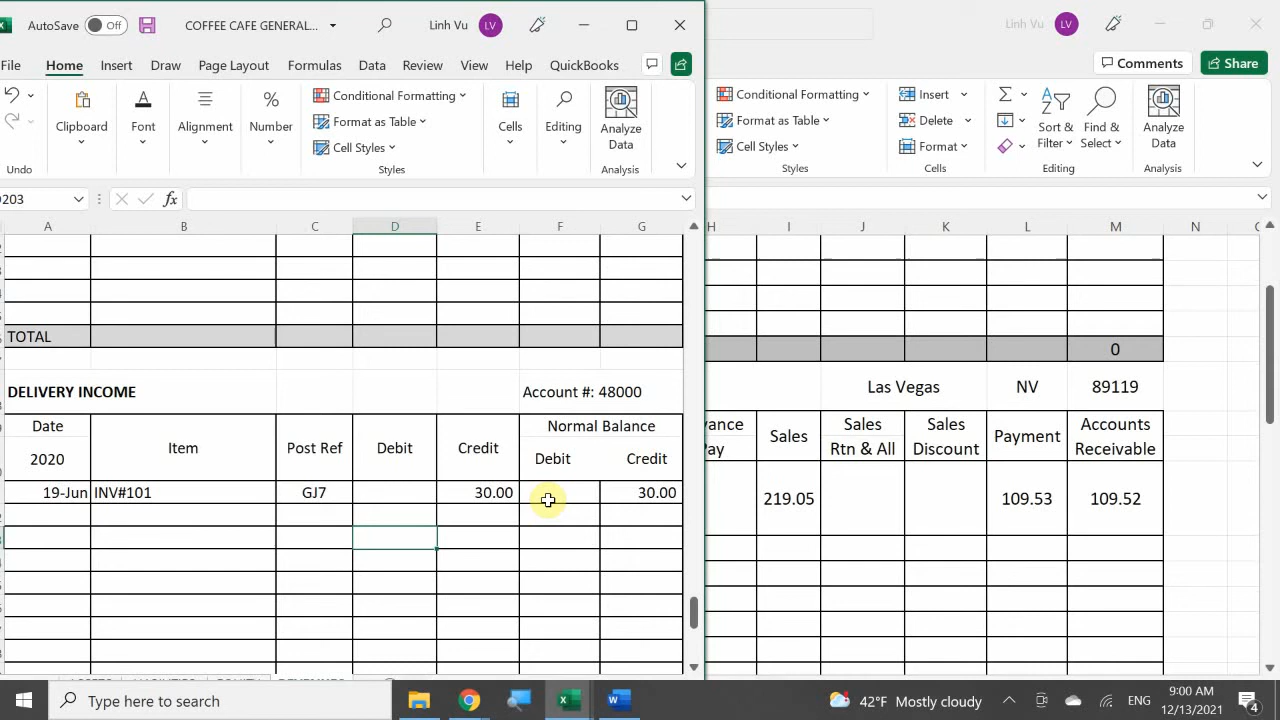 AutoSave Off COFFEE CAFE GENERAL... Linh Vu LV
Linh Vu LV
File Home Insert Draw Page Layout Formulas Data Review View Help QuickBooks
Comments Share
Clipboard Font Alignment Number Conditional Formatting Format as Table Cell Styles Cells Editing Analyze Data
Undo Styles Analysis
Conditional Formatting Format as Table Cell Styles Insert Delete Format Sort & Filter Find & Select Analyze Data
Styles Cells Editing Analysis
fx
A B C D E F G
H I J K L M N
TOTAL
DELIVERY INCOME Account #: 48000
Date Item Post Ref Debit Credit Normal Balance
2020 Debit Credit
19-Jun INV#101 GJ7 30.00 30.00
0
Las Vegas NV 89119
Sales Sales Rtn & All Sales Discount Payment Accounts Receivable
219.05 109.53 109.52
Type here to search
42°F Mostly cloudy ENG 9:00 AM
12/13/2021 4